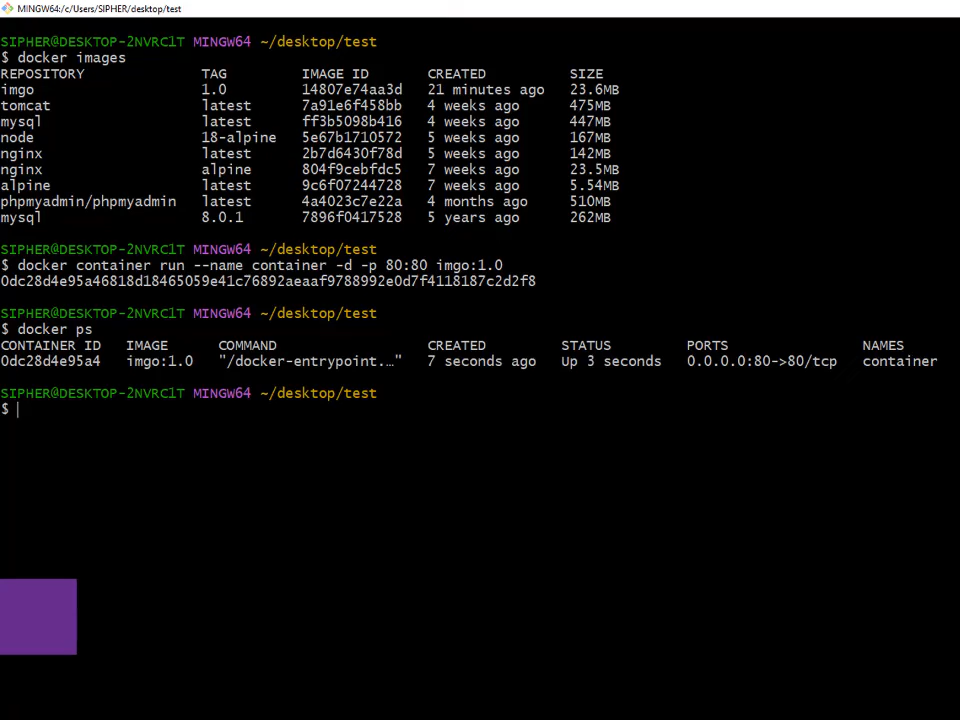 MINGW64:/c/Users/SIPHER/desktop/test
SIPHER@DESKTOP-2NVRC1T MINGW64 ~/desktop/test
$ docker images
REPOSITORY TAG IMAGE ID CREATED SIZE
imgo 1.0 14807e74aa3d 21 minutes ago 23.6MB
tomcat latest 7a91e6f458bb 4 weeks ago 475MB
mysql latest ff3b5098b416 4 weeks ago 447MB
node 18-alpine 5e67b1710572 5 weeks ago 167MB
nginx latest 2b7d6430f78d 5 weeks ago 142MB
nginx alpine 804f9cebfdc5 7 weeks ago 23.5MB
alpine latest 9c6f07244728 7 weeks ago 5.54MB
phpmyadmin/phpmyadmin latest 4a4023c7e22a 4 months ago 510MB
mysql 8.0.1 7896f0417528 5 years ago 262MB
SIPHER@DESKTOP-2NVRC1T MINGW64 ~/desktop/test
$ docker container run --name container -d -p 80:80 imgo:1.0
0dc28d4e95a46818d18465059e41c76892aeaaf9788992e0d7f4118187c2d2f8
SIPHER@DESKTOP-2NVRC1T MINGW64 ~/desktop/test
$ docker ps
CONTAINER ID IMAGE COMMAND CREATED STATUS PORTS NAMES
0dc28d4e95a4 imgo:1.0 "/docker-entrypoint.…" 7 seconds ago Up 3 seconds 0.0.0.0:80->80/tcp container
SIPHER@DESKTOP-2NVRC1T MINGW64 ~/desktop/test
$